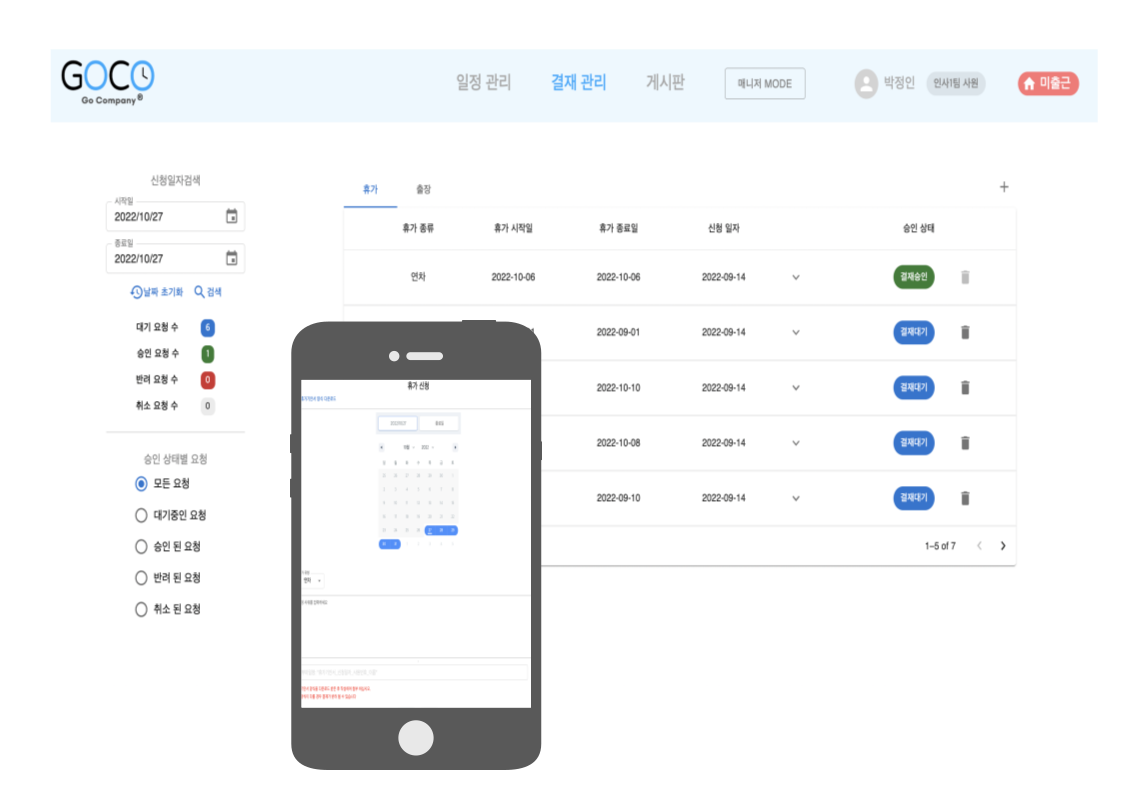 GOCO
Go Company ®
일정 관리
결재 관리
게시판
매니저 MODE
박정인
인사1팀 사원
미출근
신청일자검색
시작일
2022/10/27
종료일
2022/10/27
날짜 초기화
검색
대기 요청 수 6
승인 요청 수 1
반려 요청 수 0
취소 요청 수 0
승인 상태별 요청
모든 요청
대기중인 요청
승인 된 요청
반려 된 요청
취소 된 요청
휴가
출장
휴가 종류 휴가 시작일 휴가 종료일 신청 일자 승인 상태
연차 2022-10-06 2022-10-06 2022-09-14 결재승인
2022-09-01 2022-09-14 결재대기
2022-10-10 2022-09-14 결재대기
2022-10-08 2022-09-14 결재대기
2022-09-10 2022-09-14 결재대기
1–5 of 7
휴가 신청
연차